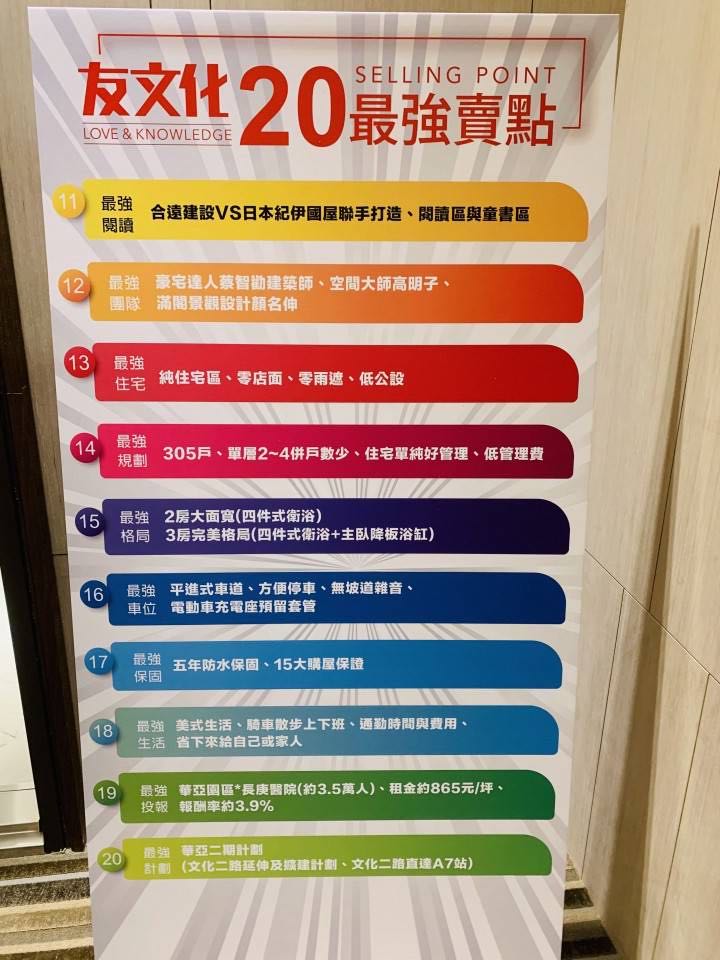 友文化
LOVE & KNOWLEDGE
20
SELLING POINT
最強賣點
11
最強
閱讀
合遠建設VS日本紀伊國屋聯手打造、閱讀區與童書區
12
最強
團隊
豪宅達人蔡智勸建築師、空間大師高明子、
滿閣景觀設計顏名伸
13
最強
住宅
純住宅區、零店面、零雨遮、低公設
14
最強
規劃
305戶、單層2~4併戶數少、住宅單純好管理、低管理費
15
最強
格局
2房大面寬(四件式衛浴)
3房完美格局(四件式衛浴+主臥降板浴缸)
16
最強
車位
平進式車道、方便停車、無坡道雜音、
電動車充電座預留套管
17
最強
保固
五年防水保固、15大購屋保證
18
最強
生活
美式生活、騎車散步上下班、通勤時間與費用、
省下來給自己或家人
19
最強
投報
華亞園區*長庚醫院(約3.5萬人)、租金約865元/坪、
報酬率約3.9%
20
最強
計劃
華亞二期計劃
(文化二路延伸及擴建計劃、文化二路直達A7站)